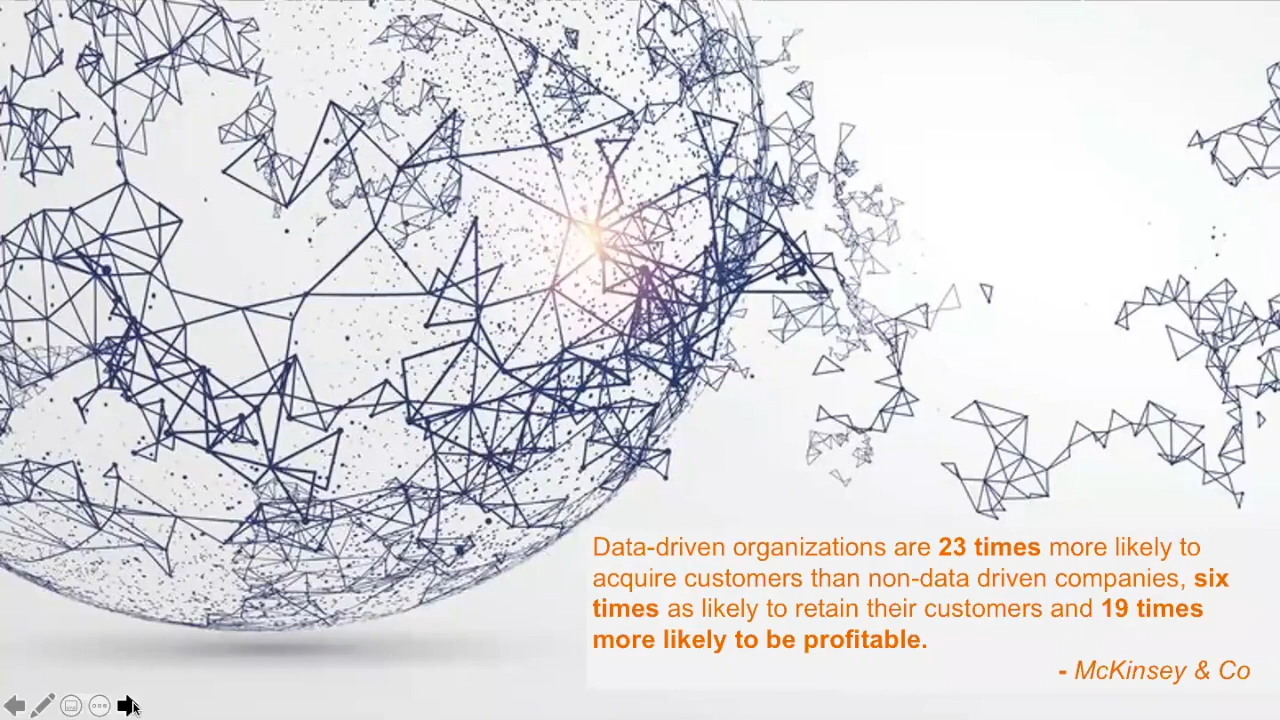 Data-driven organizations are 23 times more likely to
acquire customers than non-data driven companies, six
times as likely to retain their customers and 19 times
more likely to be profitable.
- McKinsey & Co